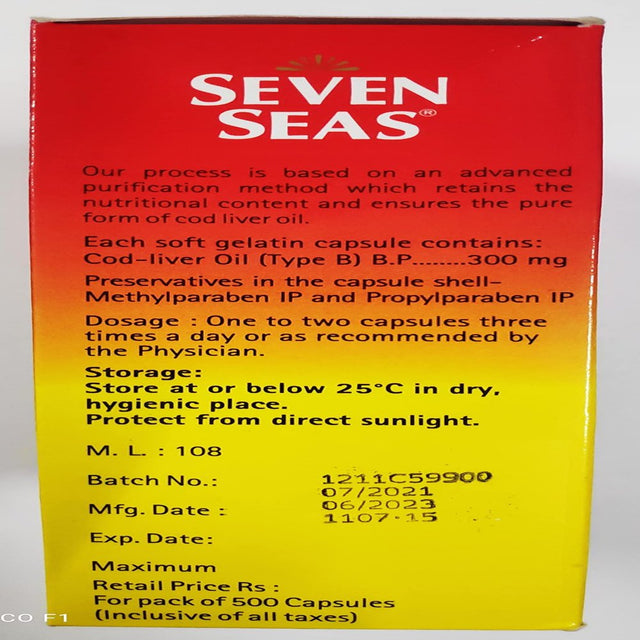 SEVEN
SEAS®
Our process is based on an advanced
purification method which retains the
nutritional content and ensures the pure
form of cod liver oil.
Each soft gelatin capsule contains:
Cod-liver Oil (Type B) B.P........300 mg
Preservatives in the capsule shell-
Methylparaben IP and Propylparaben IP
Dosage : One to two capsules three
times a day or as recommended by
the Physician.
Storage:
Store at or below 25°C in dry,
hygienic place.
Protect from direct sunlight.
M. L. : 108
Batch No.: 1211C59900
07/2021
Mfg. Date : 06/2023
1107-15
Exp. Date:
Maximum
Retail Price Rs :
For pack of 500 Capsules
(Inclusive of all taxes)
CO F1